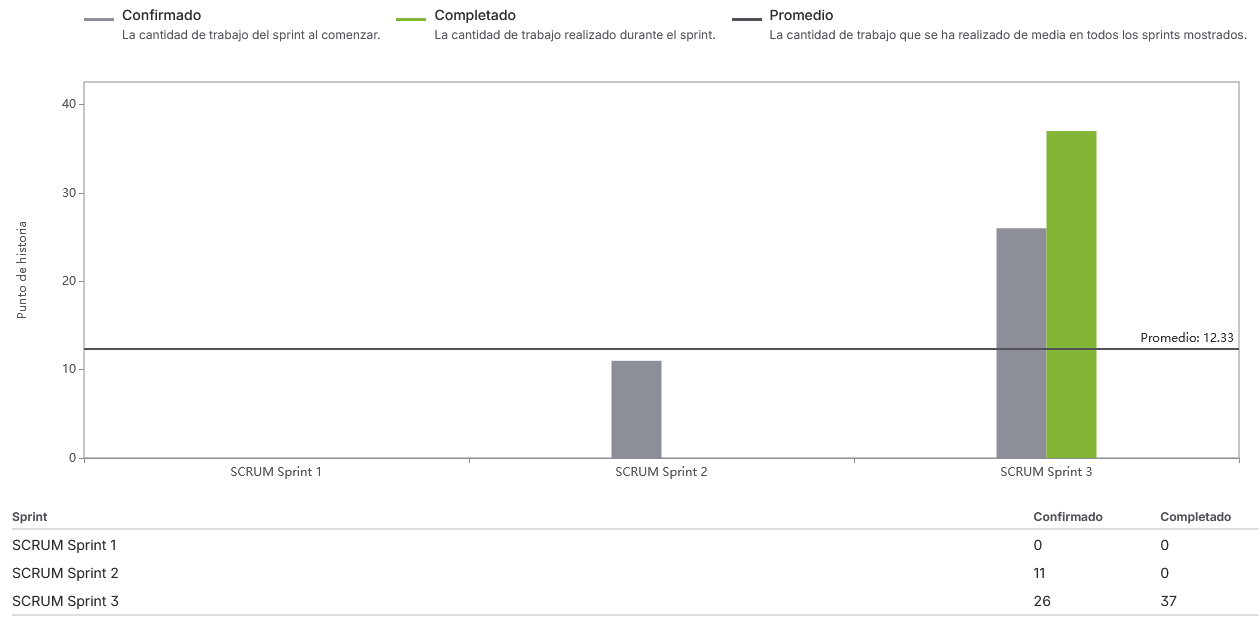 Confirmado
La cantidad de trabajo del sprint al comenzar.
Completado
La cantidad de trabajo realizado durante el sprint.
Promedio
La cantidad de trabajo que se ha realizado de media en todos los sprints mostrados.
Punto de historia
40
30
20
10
0
Promedio: 12.33
SCRUM Sprint 1 SCRUM Sprint 2 SCRUM Sprint 3
Sprint Confirmado Completado
SCRUM Sprint 1 0 0
SCRUM Sprint 2 11 0
SCRUM Sprint 3 26 37